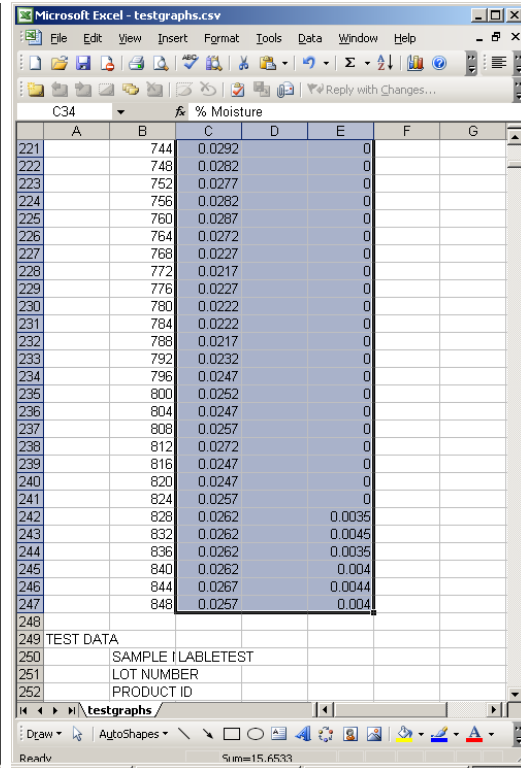 Microsoft Excel - testgraphs.csv
File Edit View Insert Format Tools Data Window Help
Reply with Changes...
C34 fx % Moisture
A B C D E F G
221 744 0.0292 0
222 748 0.0282 0
223 752 0.0277 0
224 756 0.0282 0
225 760 0.0287 0
226 764 0.0272 0
227 768 0.0227 0
228 772 0.0217 0
229 776 0.0227 0
230 780 0.0222 0
231 784 0.0222 0
232 788 0.0217 0
233 792 0.0232 0
234 796 0.0247 0
235 800 0.0252 0
236 804 0.0247 0
237 808 0.0257 0
238 812 0.0272 0
239 816 0.0247 0
240 820 0.0247 0
241 824 0.0257 0
242 828 0.0262 0.0035
243 832 0.0262 0.0045
244 836 0.0262 0.0035
245 840 0.0262 0.004
246 844 0.0267 0.0044
247 848 0.0257 0.004
248
249 TEST DATA
250 SAMPLE LABLETEST
251 LOT NUMBER
252 PRODUCT ID
testgraphs
Draw AutoShapes
Ready Sum=15.6533